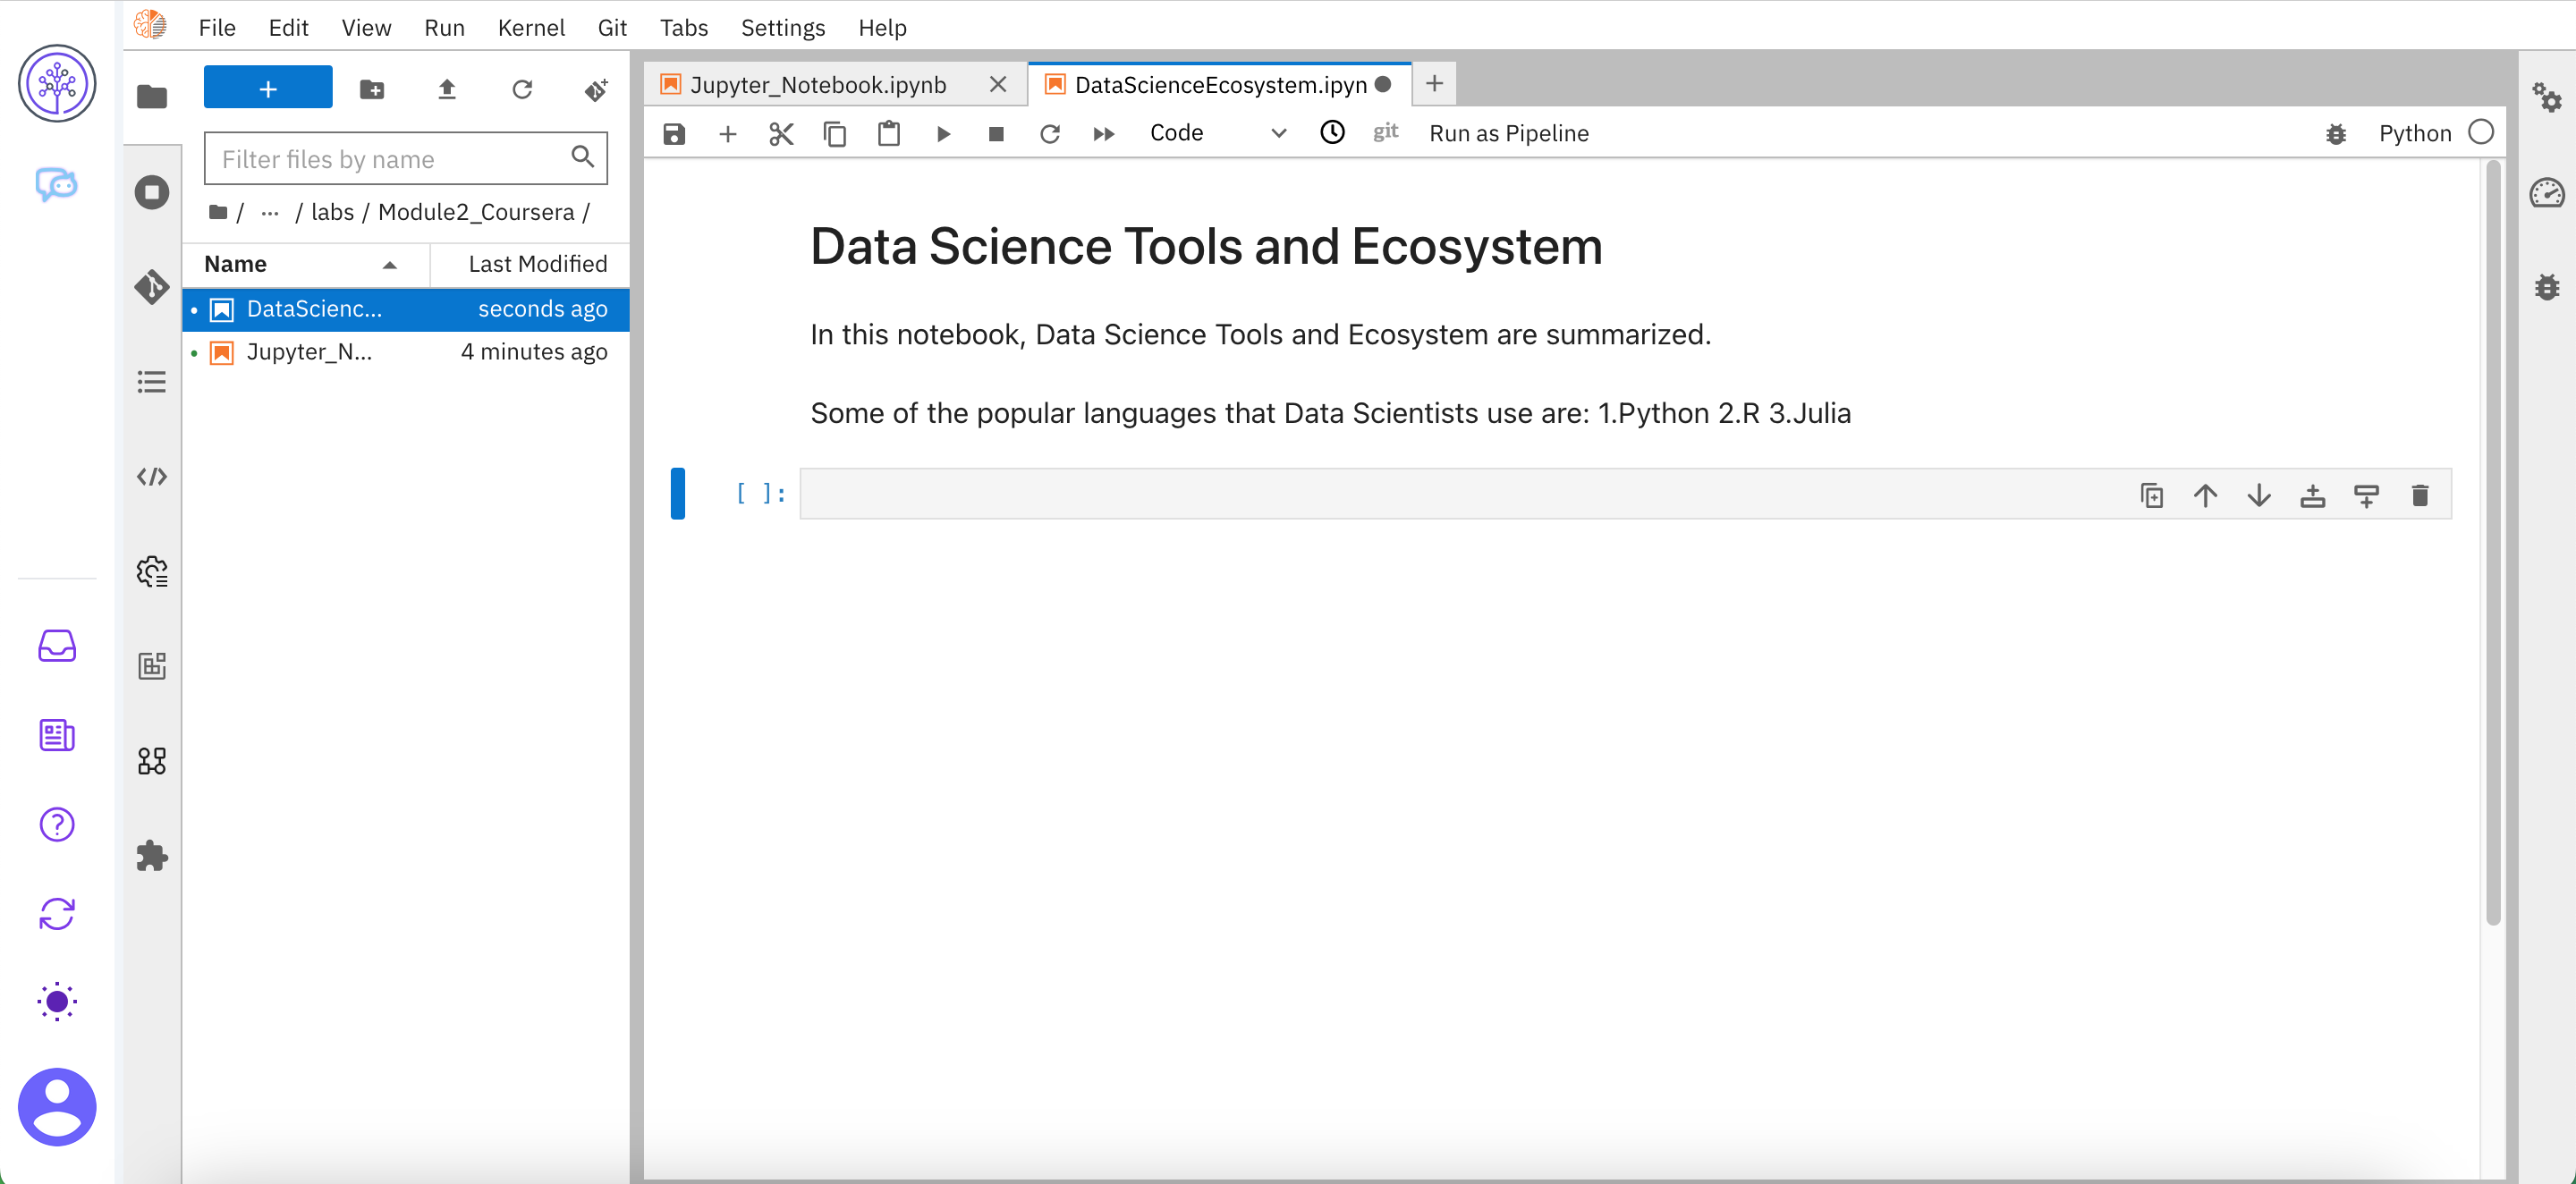 File Edit View Run Kernel Git Tabs Settings Help
Jupyter_Notebook.ipynb
DataScienceEcosystem.ipyn
Filter files by name
/ ... / labs / Module2_Coursera /
Name Last Modified
DataScienc... seconds ago
Jupyter_N... 4 minutes ago
Code git Run as Pipeline Python
Data Science Tools and Ecosystem
In this notebook, Data Science Tools and Ecosystem are summarized.
Some of the popular languages that Data Scientists use are: 1.Python 2.R 3.Julia
[ ]: